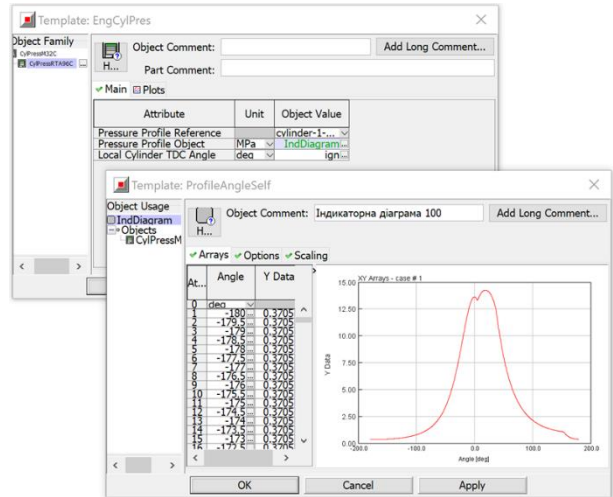 Template: EngCylPres
Object Family
CylPressM32C
CylPressRTA96C ...
H...
Object Comment:
Add Long Comment...
Part Comment:
Main Plots
Attribute Unit Object Value
Pressure Profile Reference cylinder-1-...
Pressure Profile Object MPa IndDiagram...
Local Cylinder TDC Angle deg ign...
Template: ProfileAngleSelf
Object Usage
IndDiagram
Objects
CylPressM
H...
Object Comment: Індикаторна діаграма 100
Add Long Comment...
Arrays Options Scaling
At... Angle Y Data
0 deg
1 -180... 0.3705
2 -179,5... 0.3705
3 -179... 0.3705
4 -178,5... 0.3705
5 -178... 0.3705
6 -177,5... 0.3705
7 -177... 0.3705
8 -176,5... 0.3705
9 -176... 0.3705
10 -175,5... 0.3705
11 -175... 0.3705
12 -174,5... 0.3705
13 -174... 0.3705
14 -173,5... 0.3705
15 -173... 0.3705
16 -172,5... 0.3705
XY Arrays - case # 1
15.00
12.50
10.00
7.50
5.00
2.50
0.00
Y Data
-200.0 -100.0 0.0 100.0 200.0
Angle [deg]
OK Cancel Apply